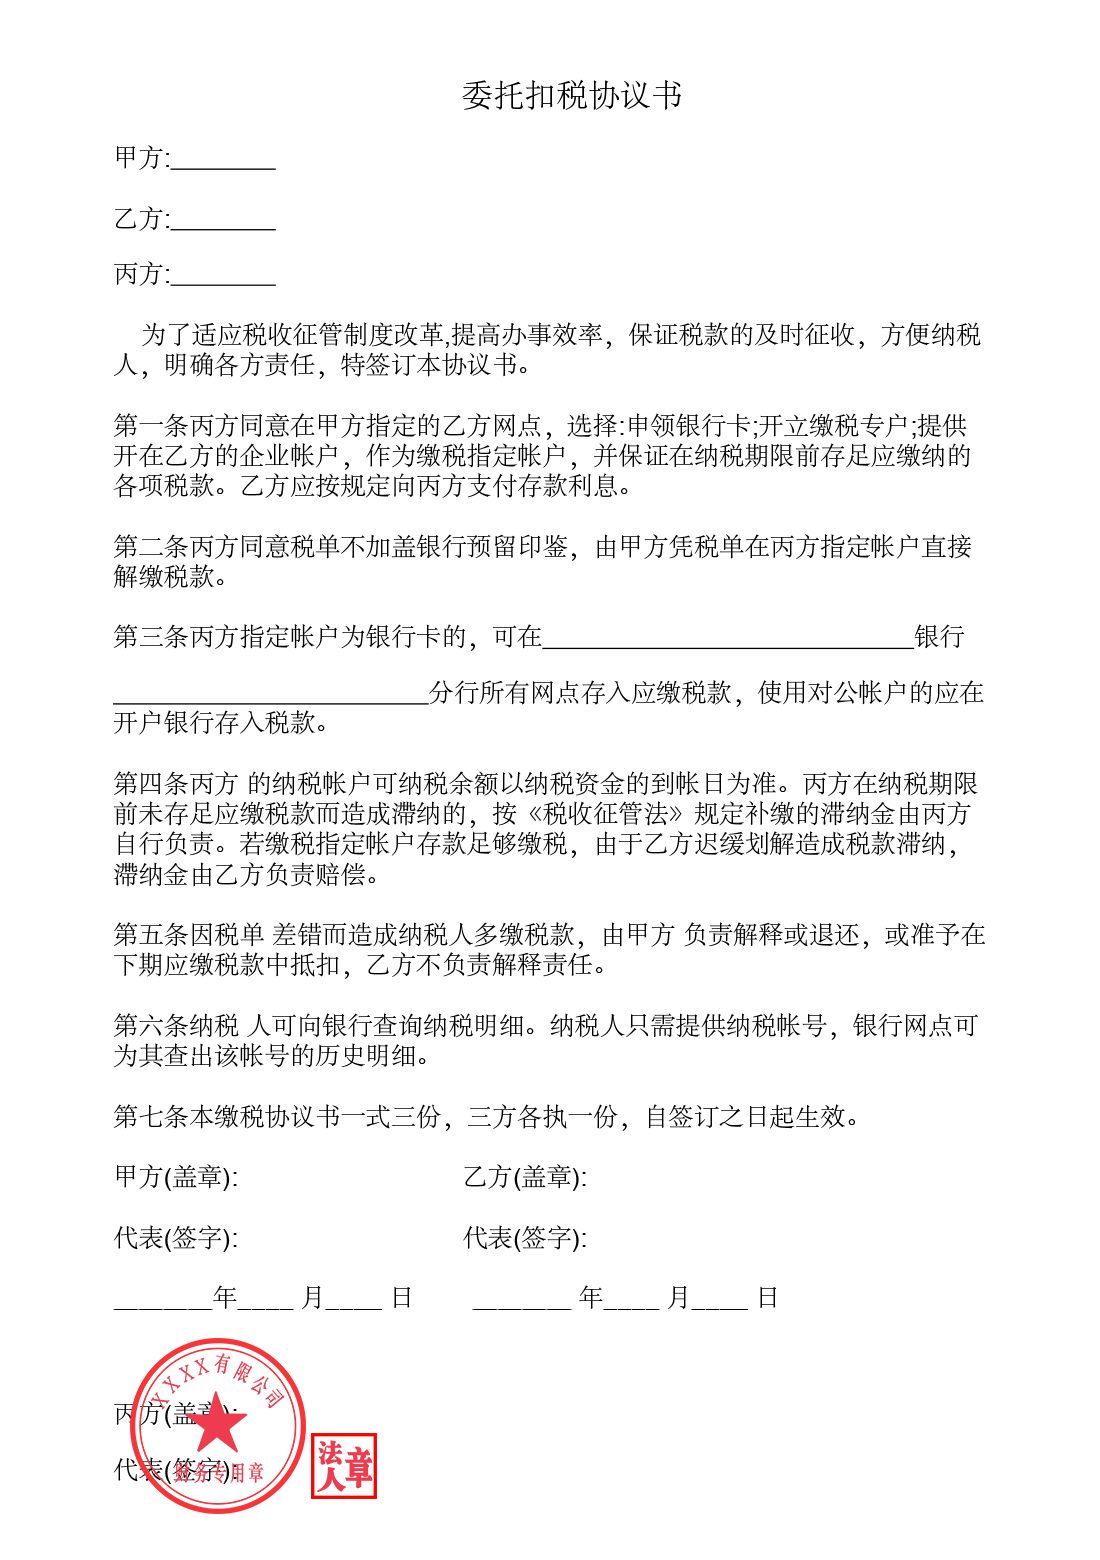 委托扣税协议书
甲方:________
乙方:________
丙方:________
为了适应税收征管制度改革,提高办事效率，保证税款的及时征收，方便纳税
人，明确各方责任，特签订本协议书。
第一条丙方同意在甲方指定的乙方网点，选择:申领银行卡;开立缴税专户;提供
开在乙方的企业帐户，作为缴税指定帐户，并保证在纳税期限前存足应缴纳的
各项税款。乙方应按规定向丙方支付存款利息。
第二条丙方同意税单不加盖银行预留印鉴，由甲方凭税单在丙方指定帐户直接
解缴税款。
第三条丙方指定帐户为银行卡的，可在____________________________银行
________________________分行所有网点存入应缴税款，使用对公帐户的应在
开户银行存入税款。
第四条丙方 的纳税帐户可纳税余额以纳税资金的到帐日为准。丙方在纳税期限
前未存足应缴税款而造成滞纳的，按《税收征管法》规定补缴的滞纳金由丙方
自行负责。若缴税指定帐户存款足够缴税，由于乙方迟缓划解造成税款滞纳，
滞纳金由乙方负责赔偿。
第五条因税单 差错而造成纳税人多缴税款，由甲方 负责解释或退还，或准予在
下期应缴税款中抵扣，乙方不负责解释责任。
第六条纳税 人可向银行查询纳税明细。纳税人只需提供纳税帐号，银行网点可
为其查出该帐号的历史明细。
第七条本缴税协议书一式三份，三方各执一份，自签订之日起生效。
甲方(盖章): 乙方(盖章):
代表(签字): 代表(签字):
_______年____ 月____ 日 _______ 年____ 月____ 日
XXXX有限公司
丙方(盖章):
代表(签字):
财务专用章
法人章